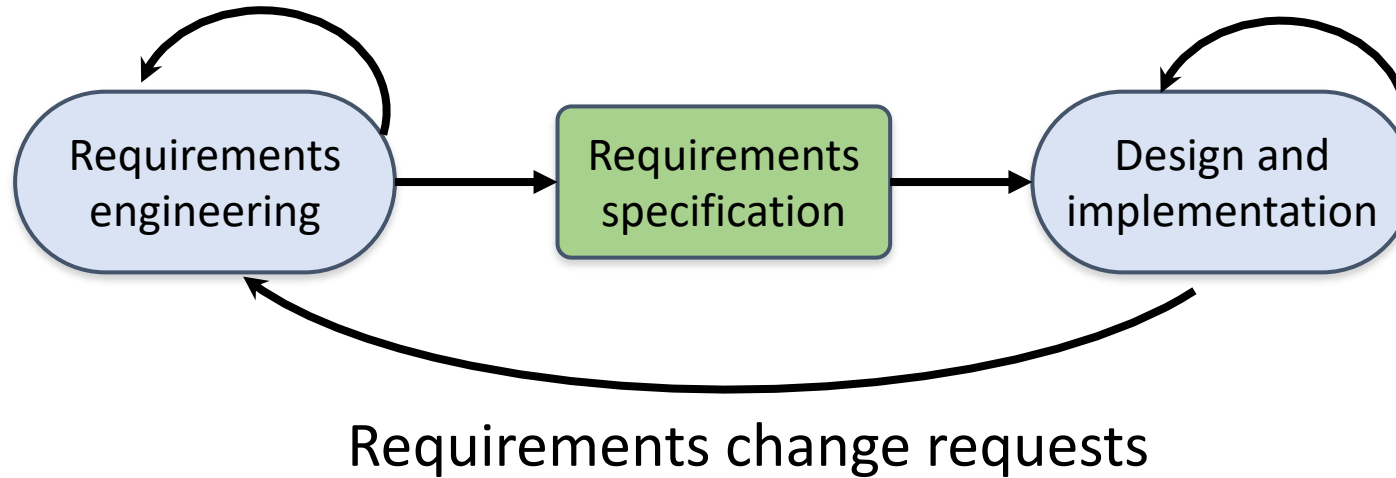 Requirements
engineering
Requirements
specification
Design and
implementation
Requirements change requests